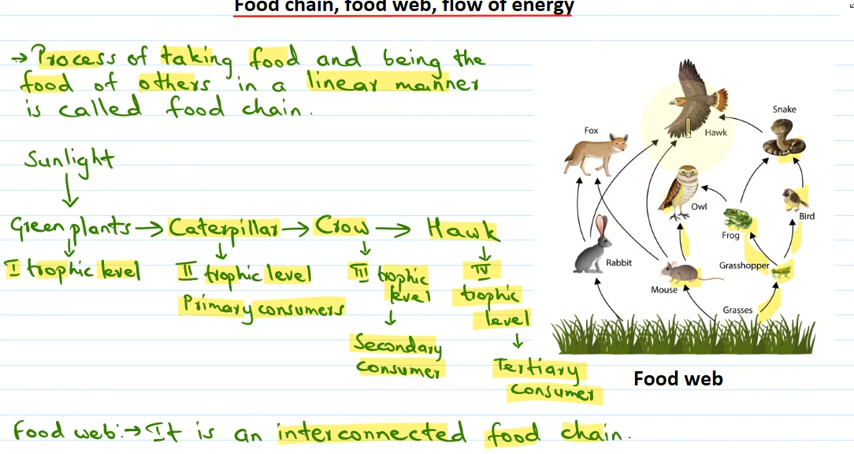 Food chain, food web, flow of energy
→ Process of taking food and being the
food of others in a linear manner
is called food chain.
Sunlight
Green plants → Caterpillar → Crow → Hawk
I trophic level
II trophic level
Primary consumers
III trophic
level
Secondary
consumer
IV
trophic
level
Tertiary
consumer
Food web:→ It is an interconnected food chain.
Fox
Hawk
Snake
Owl
Frog
Bird
Rabbit
Mouse
Grasshopper
Grasses
Food web